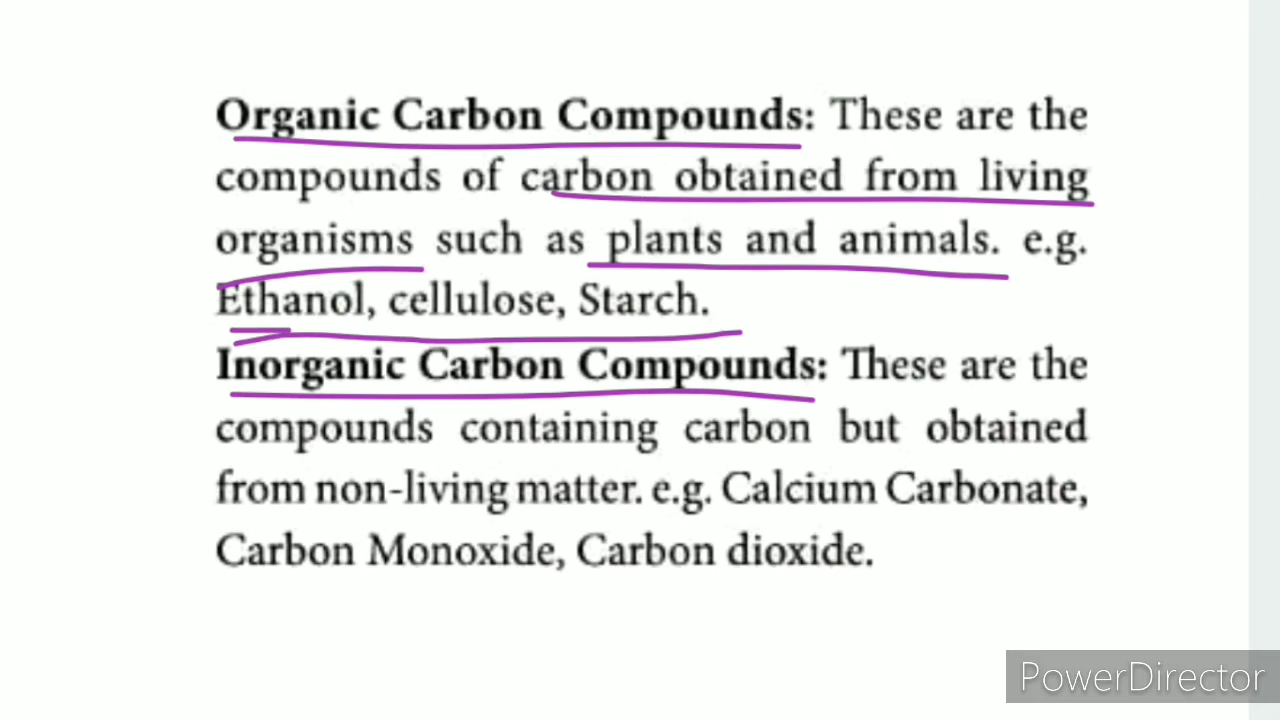 Organic Carbon Compounds: These are the
compounds of carbon obtained from living
organisms such as plants and animals. e.g.
Ethanol, cellulose, Starch.
Inorganic Carbon Compounds: These are the
compounds containing carbon but obtained
from non-living matter. e.g. Calcium Carbonate,
Carbon Monoxide, Carbon dioxide.
PowerDirector